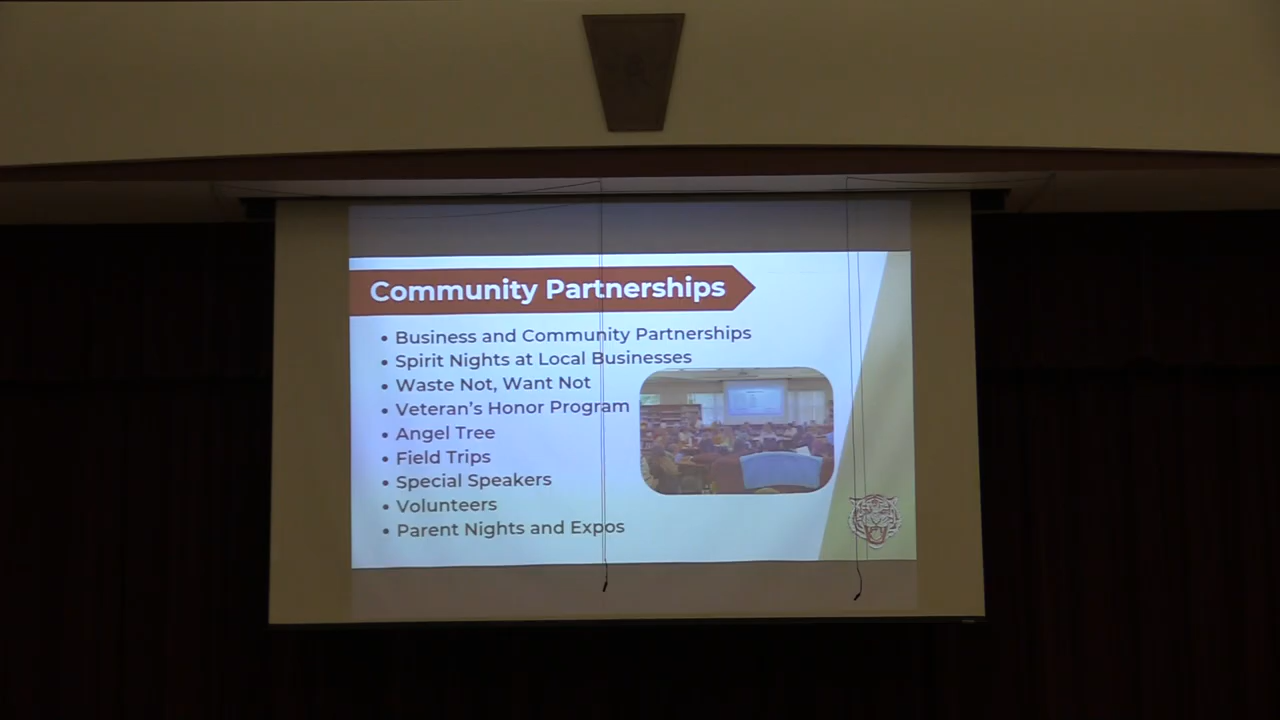 Community Partnerships
• Business and Community Partnerships
• Spirit Nights at Local Businesses
• Waste Not, Want Not
• Veteran's Honor Program
• Angel Tree
• Field Trips
• Special Speakers
• Volunteers
• Parent Nights and Expos